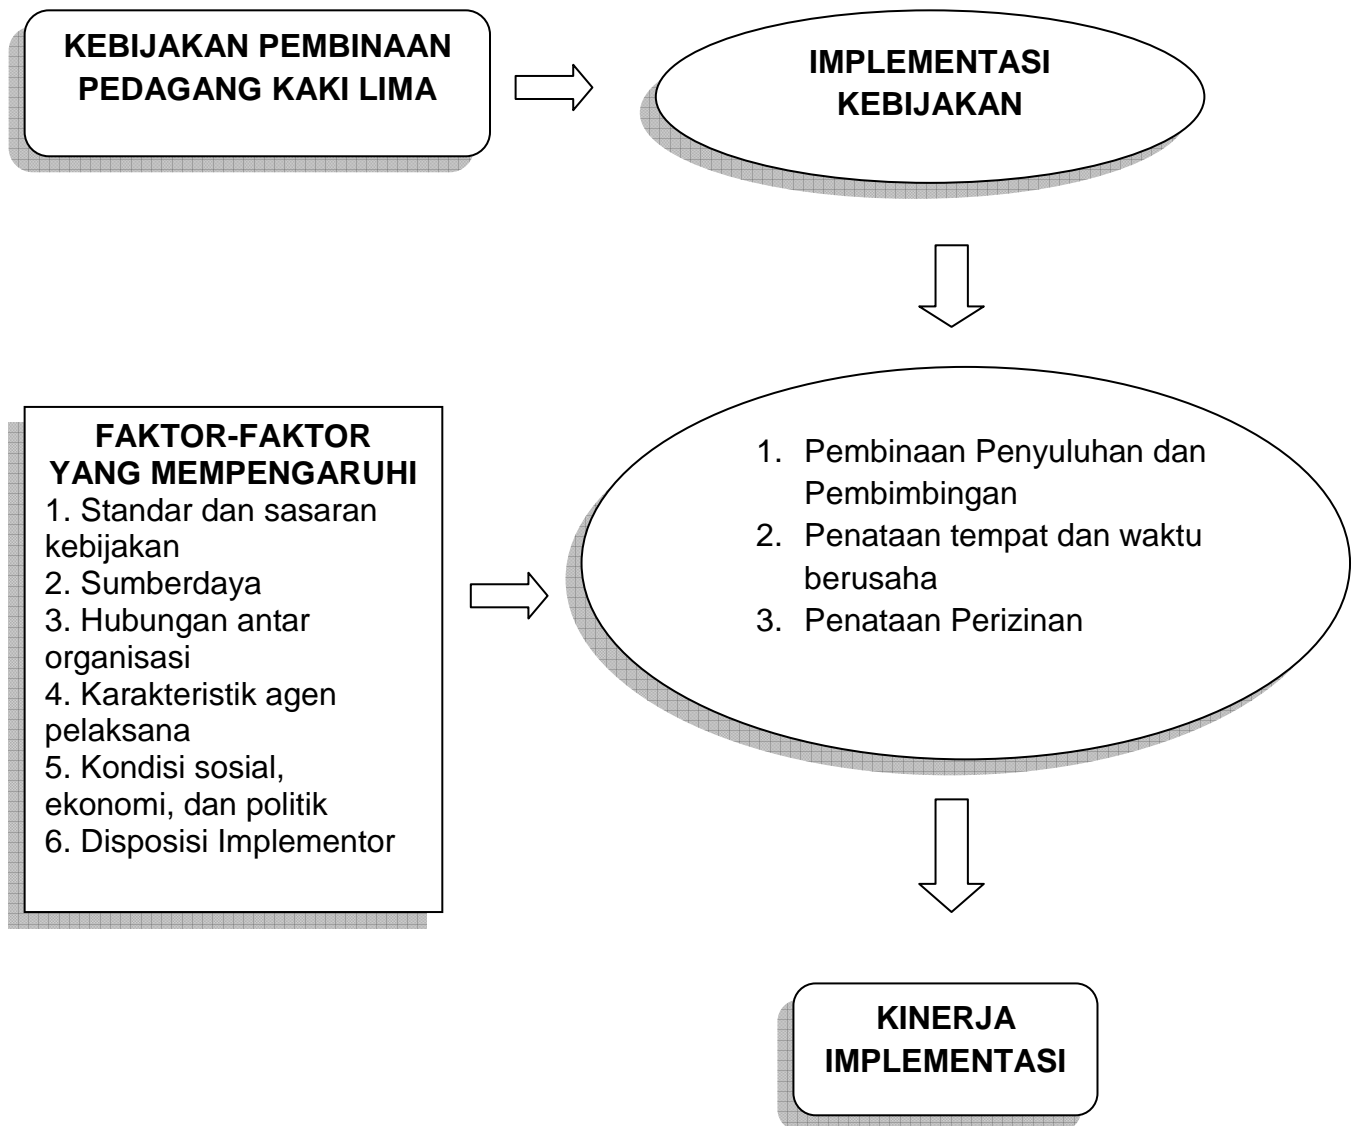 KEBIJAKAN PEMBINAAN
PEDAGANG KAKI LIMA
IMPLEMENTASI
KEBIJAKAN
FAKTOR-FAKTOR
YANG MEMPENGARUHI
1. Standar dan sasaran
kebijakan
2. Sumberdaya
3. Hubungan antar
organisasi
4. Karakteristik agen
pelaksana
5. Kondisi sosial,
ekonomi, dan politik
6. Disposisi Implementor
1. Pembinaan Penyuluhan dan
Pembimbingan
2. Penataan tempat dan waktu
berusaha
3. Penataan Perizinan
KINERJA
IMPLEMENTASI